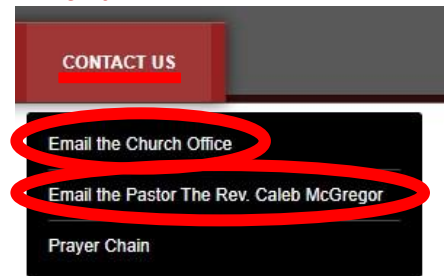 CONTACT US
Email the Church Office
Email the Pastor The Rev. Caleb McGregor
Prayer Chain